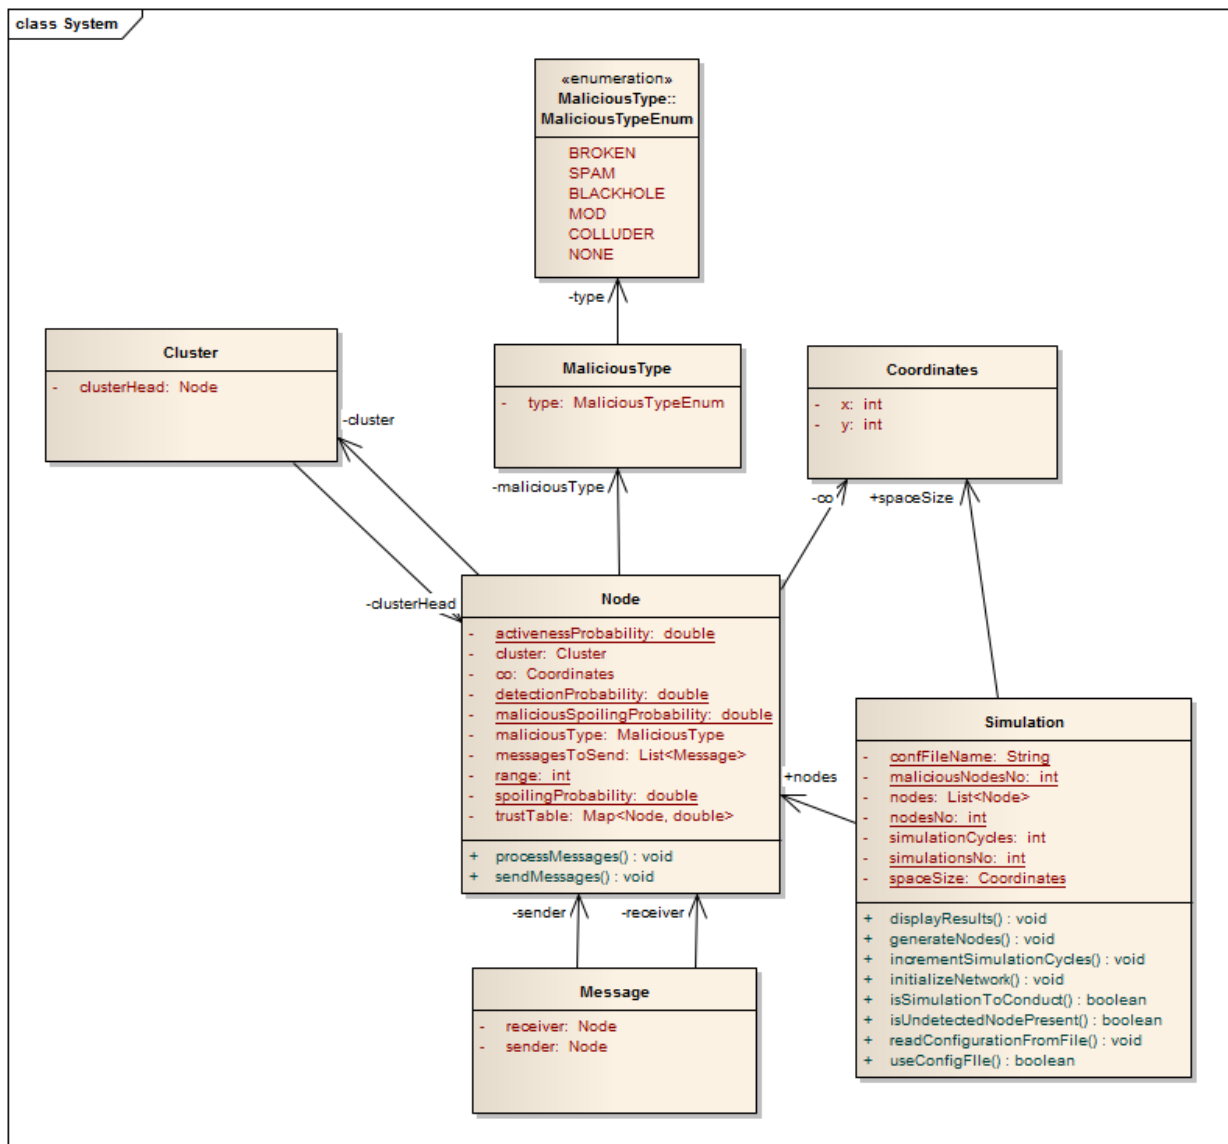 class System
«enumeration»
MaliciousType::
MaliciousTypeEnum
BROKEN
SPAM
BLACKHOLE
MOD
COLLUDER
NONE
-type
Cluster
- clusterHead: Node
MaliciousType
- type: MaliciousTypeEnum
Coordinates
- x: int
- y: int
-cluster
-maliciousType
-co
+spaceSize
-clusterHead
Node
- activenessProbability: double
- cluster: Cluster
- co: Coordinates
- detectionProbability: double
- maliciousSpoilingProbability: double
- maliciousType: MaliciousType
- messagesToSend: List<Message>
- range: int
- spoilingProbability: double
- trustTable: Map<Node, double>
+ processMessages() : void
+ sendMessages() : void
+nodes
Simulation
- confFileName: String
- maliciousNodesNo: int
- nodes: List<Node>
- nodesNo: int
- simulationCycles: int
- simulationsNo: int
- spaceSize: Coordinates
+ displayResults() : void
+ generateNodes() : void
+ incrementSimulationCycles() : void
+ initializeNetwork() : void
+ isSimulationToConduct() : boolean
+ isUndetectedNodePresent() : boolean
+ readConfigurationFromFile() : void
+ useConfigFIle() : boolean
-sender
-receiver
Message
- receiver: Node
- sender: Node